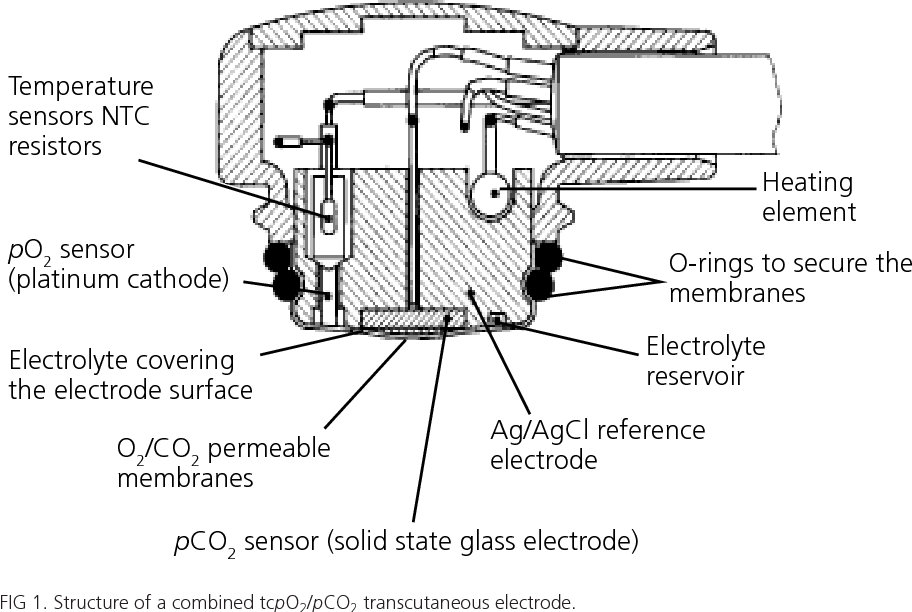 Temperature
sensors NTC
resistors
pO₂ sensor
(platinum cathode)
Electrolyte covering
the electrode surface
O₂/CO₂ permeable
membranes
pCO₂ sensor (solid state glass electrode)
Ag/AgCl reference
electrode
Electrolyte
reservoir
O-rings to secure the
membranes
Heating
element
FIG 1. Structure of a combined tcpO₂/pCO₂ transcutaneous electrode.